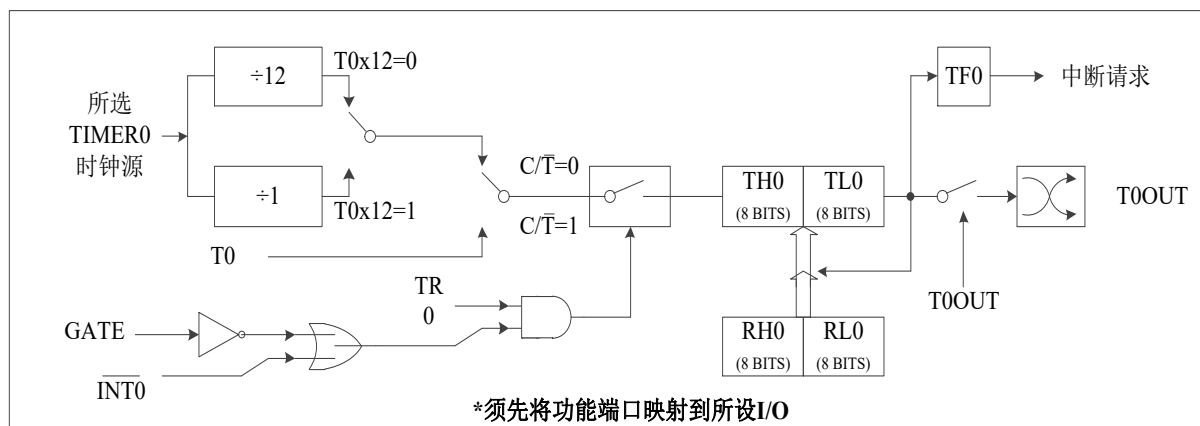 ÷12
T0x12=0
所选
TIMER0
时钟源
÷1
T0x12=1
T0
C/T̅=0
C/T̅=1
TH0
(8 BITS)
TL0
(8 BITS)
TF0
中断请求
T0OUT
T0OUT
TR
0
GATE
I̅N̅T̅0̅
RH0
(8 BITS)
RL0
(8 BITS)
*须先将功能端口映射到所设I/O